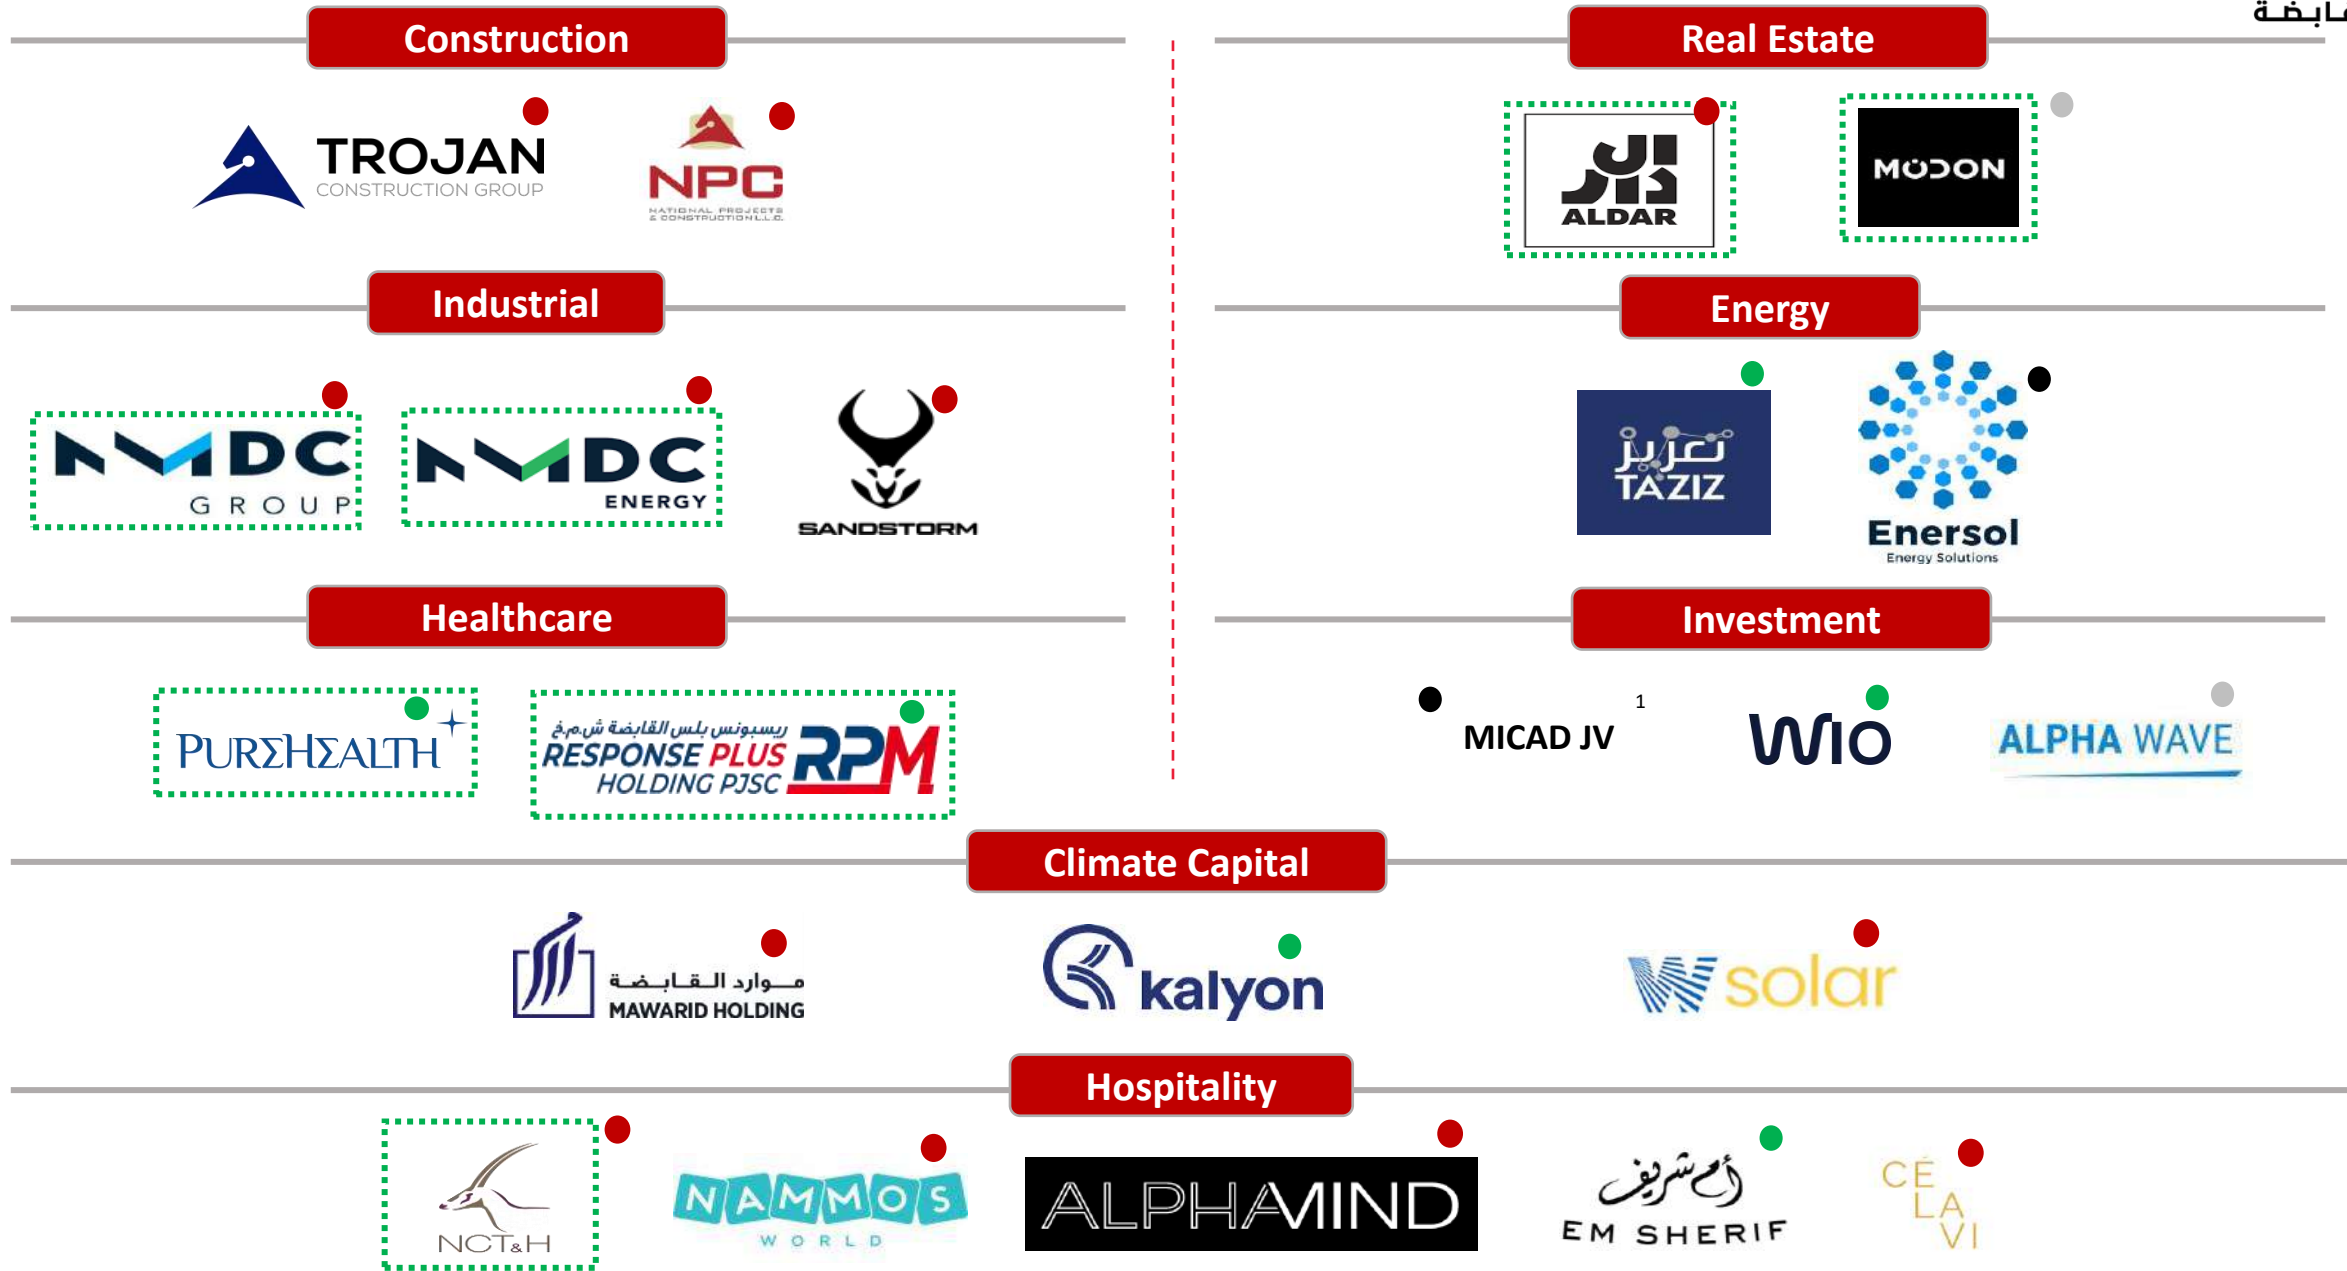 Construction
TROJAN
CONSTRUCTION GROUP
NPC
NATIONAL PROJECTS
& CONSTRUCTION L.L.C.
Real Estate
الدار
ALDAR
MODON
Industrial
NMDC
GROUP
NMDC
ENERGY
SANDSTORM
Energy
تعزيز
TA'ZIZ
Enersol
Energy Solutions
Healthcare
PUREHEALTH
ريسبونس بلس القابضة ش.م.خ
RESPONSE PLUS
HOLDING PJSC
RPM
Investment
MICAD JV 1
WIO
ALPHA WAVE
Climate Capital
موارد القابضة
MAWARID HOLDING
kalyon
W solar
Hospitality
NCT&H
NAMMOS
WORLD
ALPHAMIND
أم شريف
EM SHERIF
CÉ
LA
VI